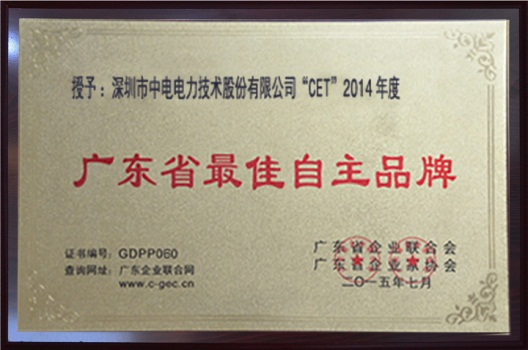 授予：深圳市中电电力技术股份有限公司“CET”2014年度
广东省最佳自主品牌
证书编号：GDPP060
查询网址：广东企业联合网
www.c-gec.cn
广东省企业联合会
广东省企业家协会
二〇一五年七月